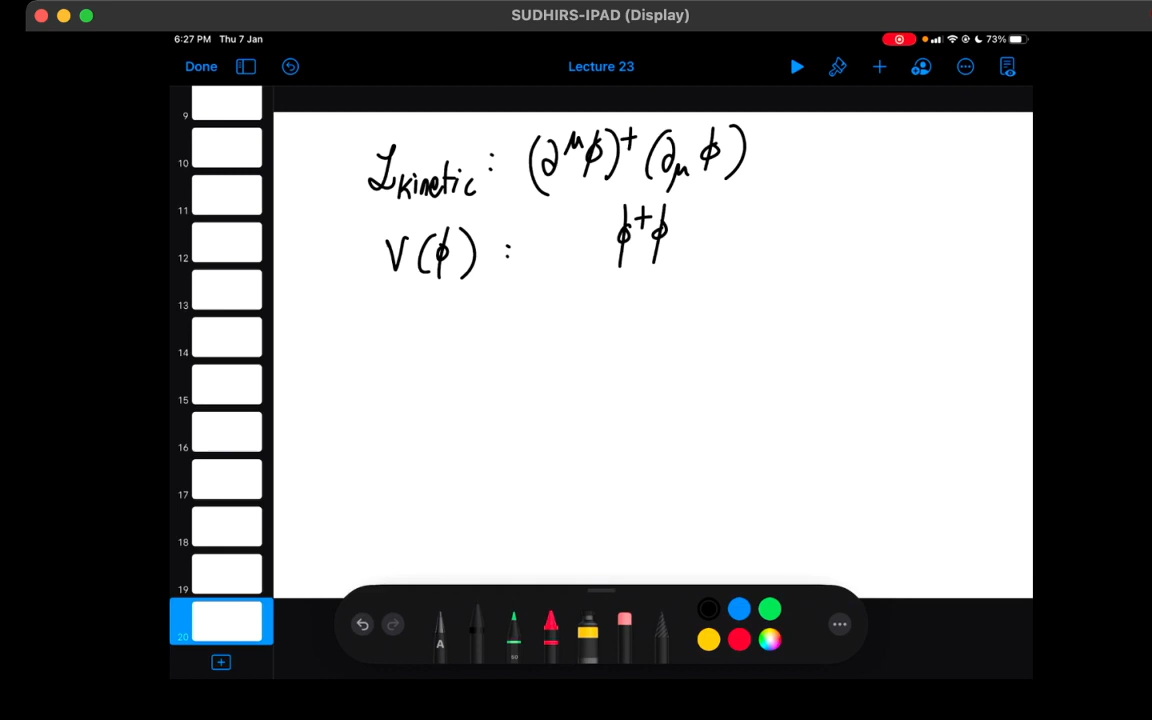 SUDHIRS-IPAD (Display)
6:27 PM Thu 7 Jan
73%
Done
Lecture 23
9
10
11
12
13
14
15
16
17
18
19
20
ℒkinetic : (∂^μ ϕ)^† (∂_μ ϕ)
V(ϕ) : ϕ^†ϕ
A
50